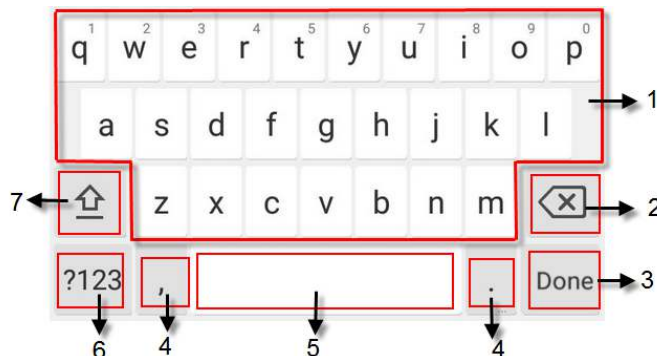 q 1 w 2 e 3 r 4 t 5 y 6 u 7 i 8 o 9 p 0
1
a s d f g h j k l
7 z x c v b n m 2
?123 , . Done 3
6 4 5 4